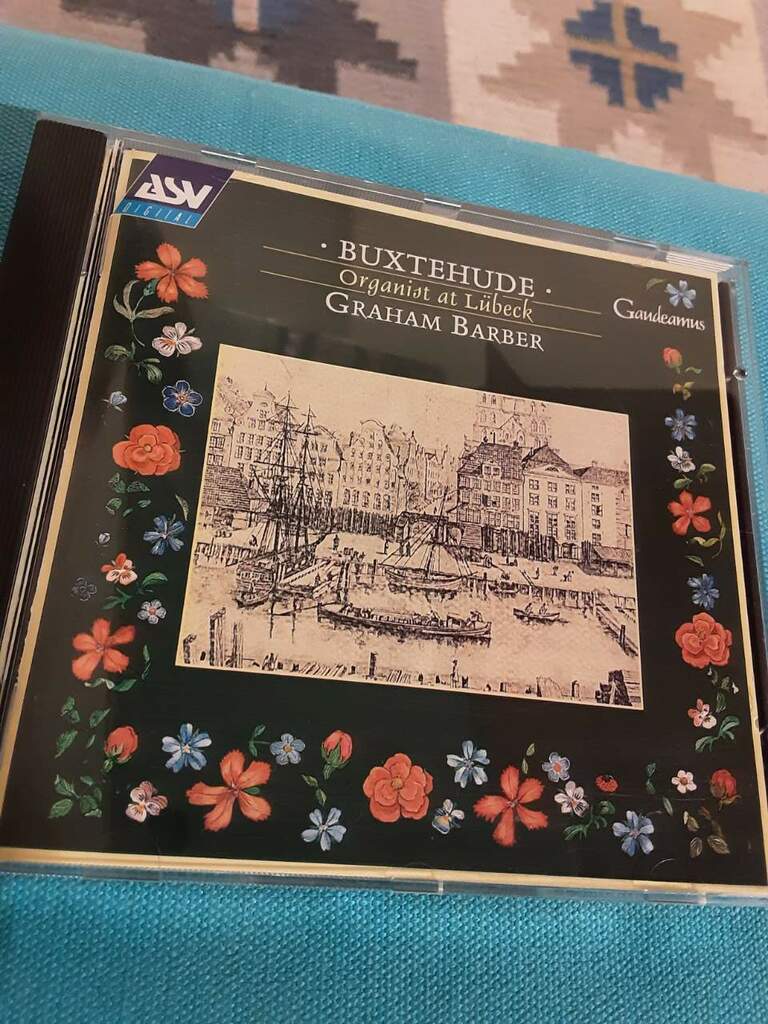 ASV
DIGITAL
· BUXTEHUDE ·
Organist at Lübeck
GRAHAM BARBER
Gaudeamus